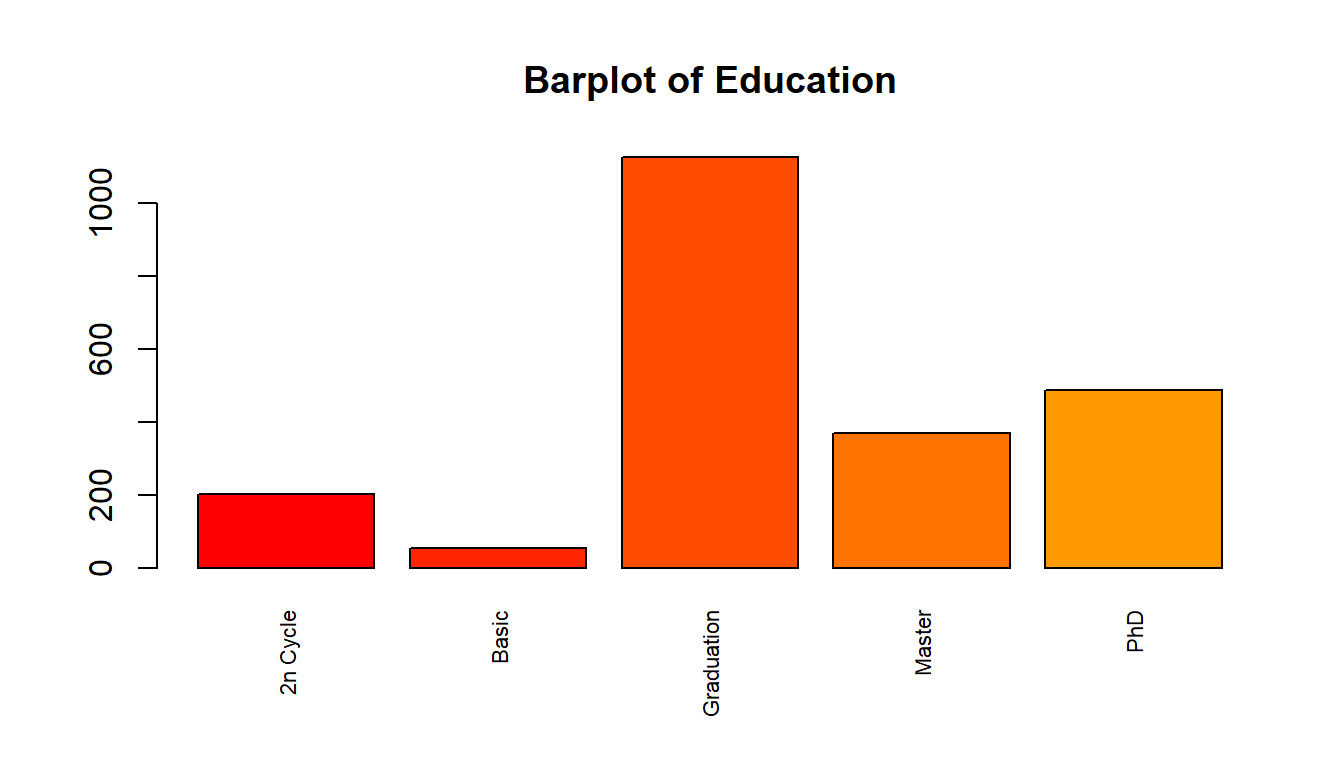 Barplot of Education
1000
600
200
0
2n Cycle
Basic
Graduation
Master
PhD